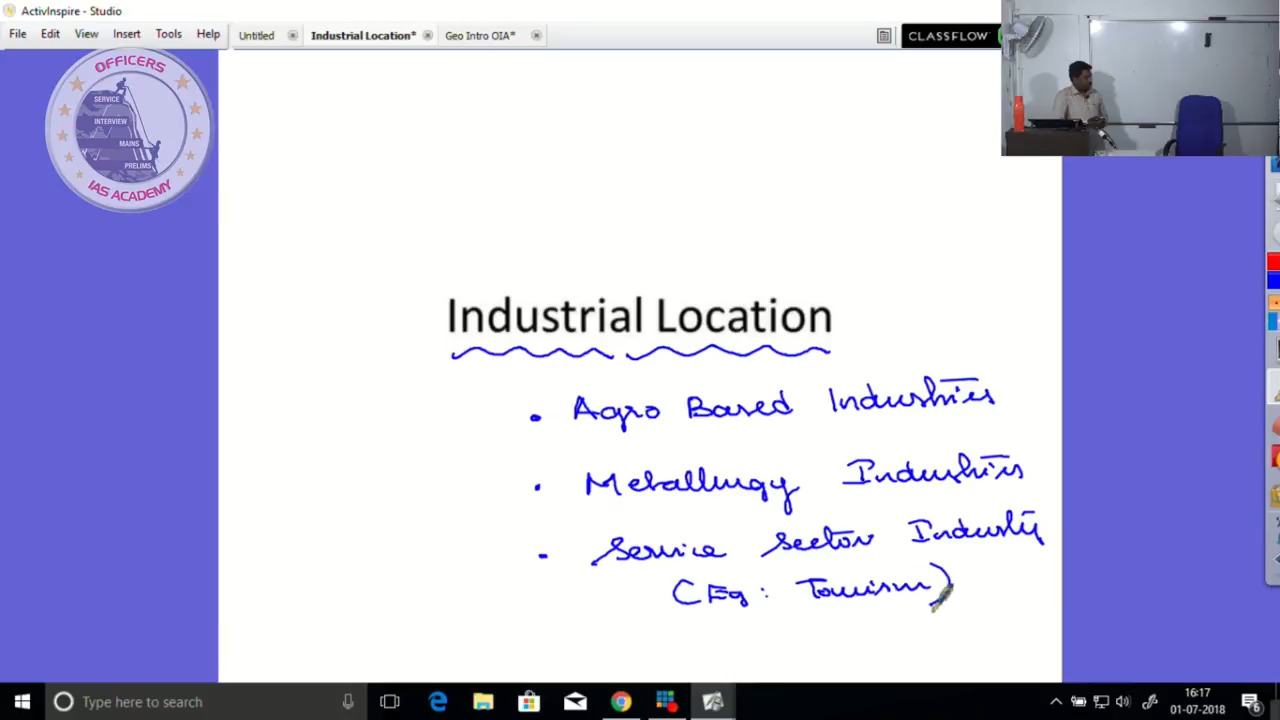 ActivInspire - Studio
File Edit View Insert Tools Help
Untitled Industrial Location* Geo Intro OIA* CLASSFLOW
OFFICERS
SERVICE
INTERVIEW
MAINS
PRELIMS
IAS ACADEMY
Industrial Location
• Agro Based Industries
• Metallurgy Industries
• Service Sector Industry
(Eg: Tourism)
Type here to search
16:17
01-07-2018
6